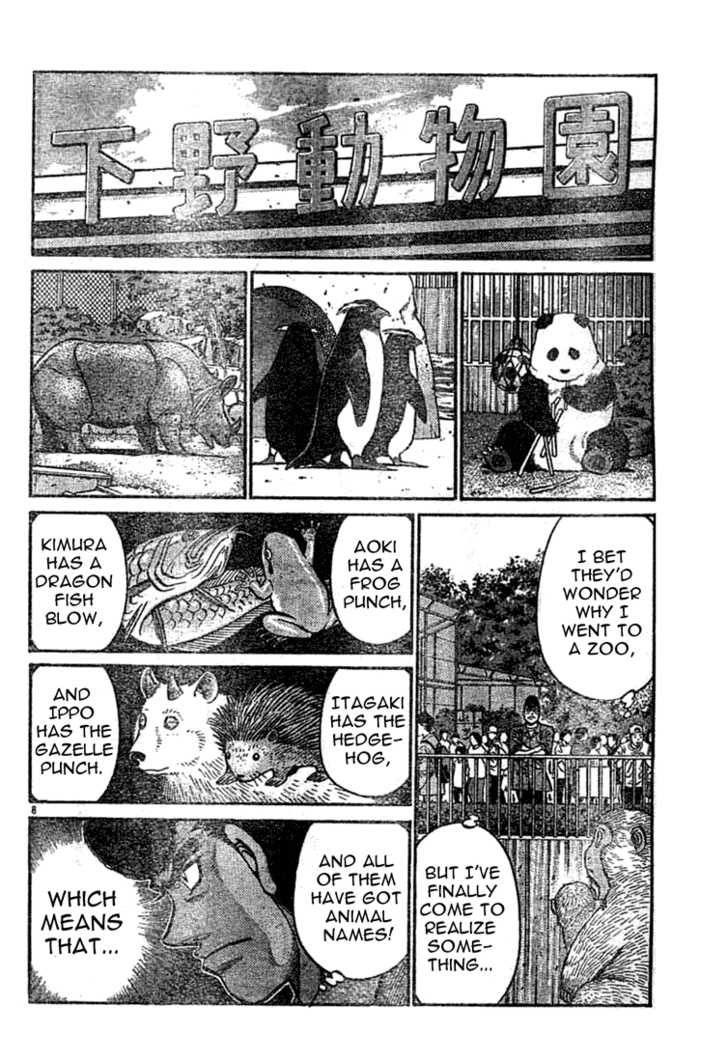 下野動物園
I BET
THEY'D
WONDER
WHY I
WENT TO
A ZOO,
BUT I'VE
FINALLY
COME TO
REALIZE
SOME-
THING...
AOKI
HAS A
FROG
PUNCH,
KIMURA
HAS A
DRAGON
FISH
BLOW,
ITAGAKI
HAS THE
HEDGE-
HOG,
AND
IPPO
HAS THE
GAZELLE
PUNCH.
AND ALL
OF THEM
HAVE GOT
ANIMAL
NAMES!
WHICH
MEANS
THAT...
8